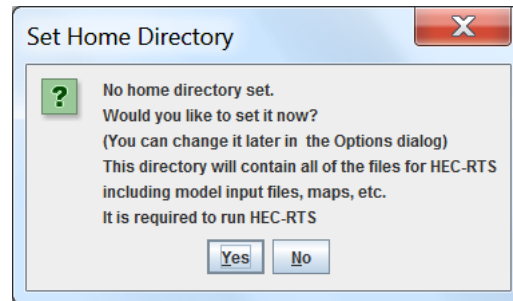 Set Home Directory
No home directory set.
Would you like to set it now?
(You can change it later in the Options dialog)
This directory will contain all of the files for HEC-RTS
including model input files, maps, etc.
It is required to run HEC-RTS
Yes No